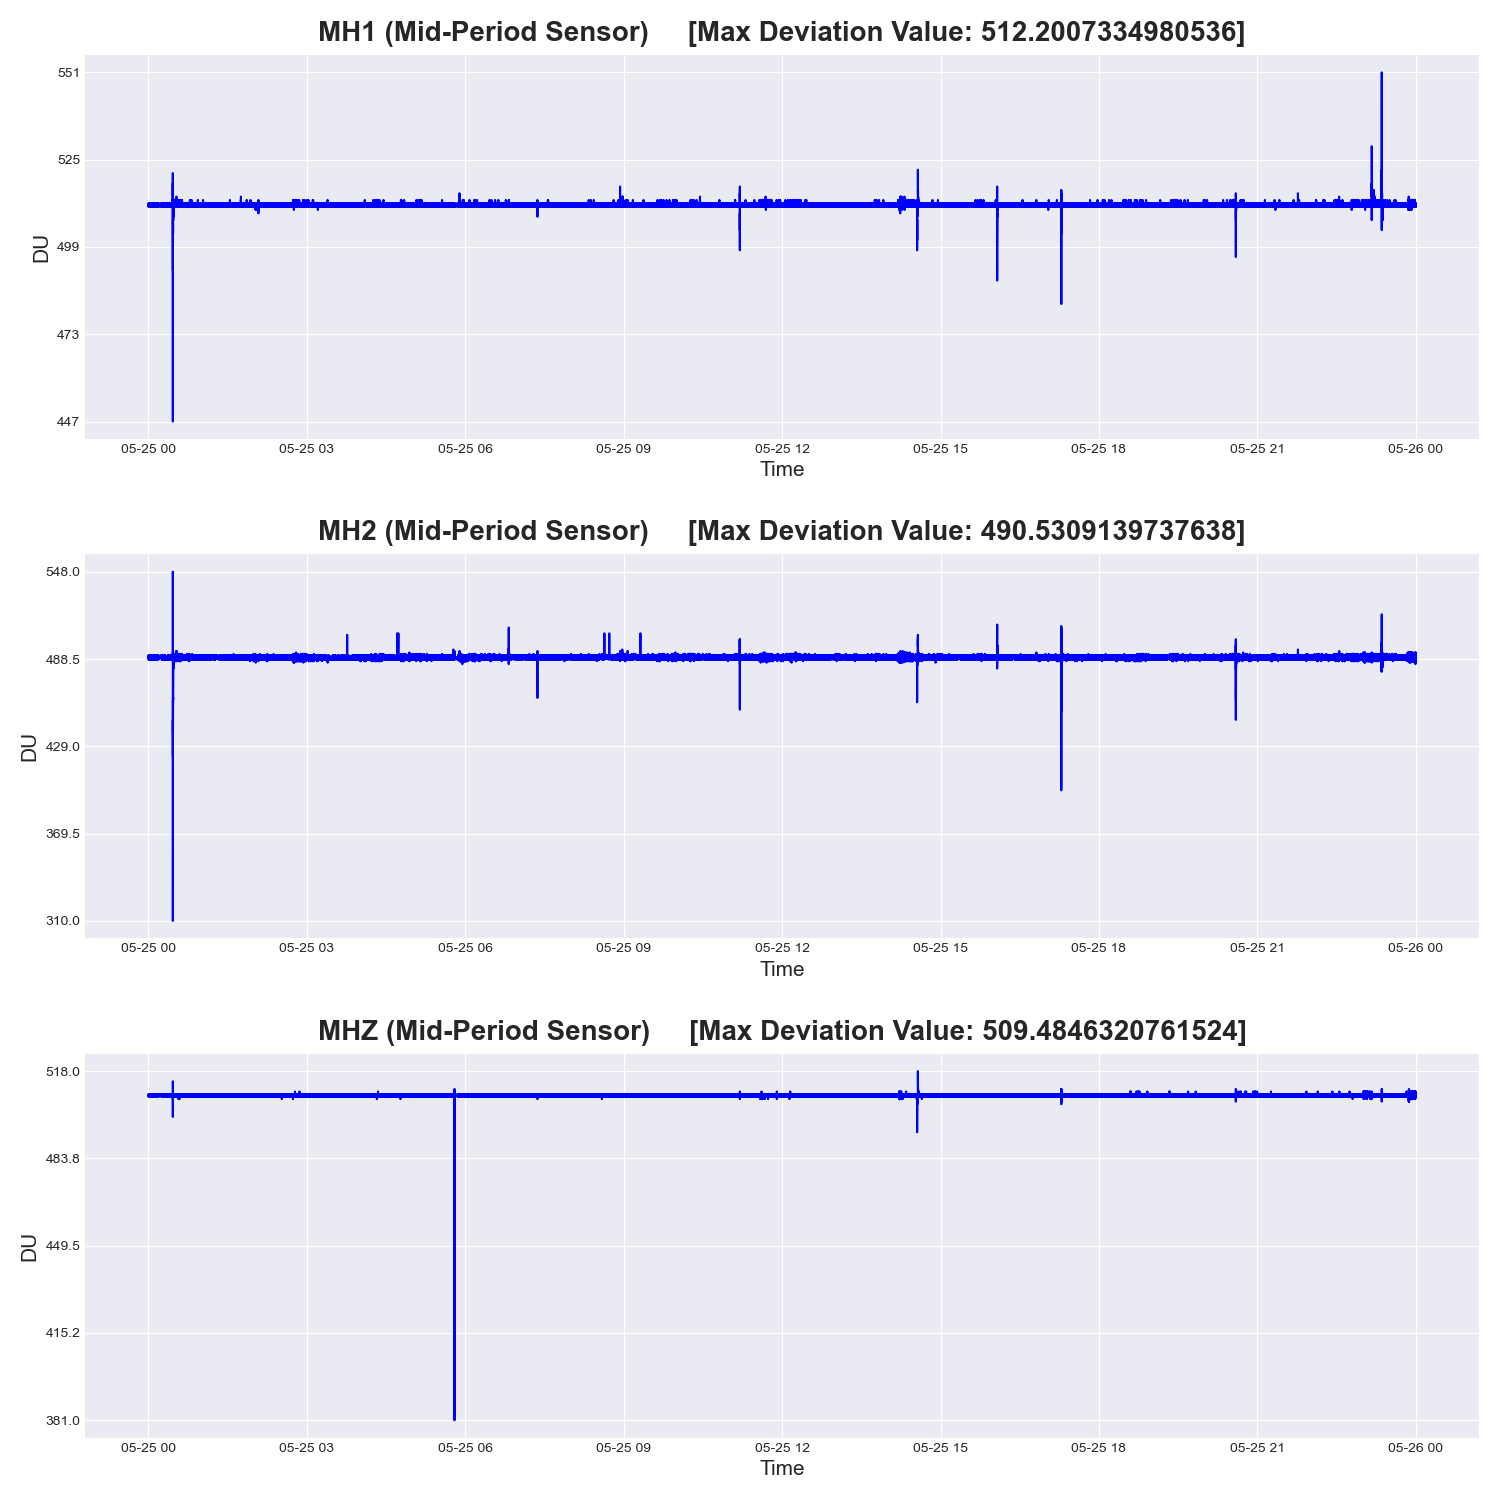 MH1 (Mid-Period Sensor) [Max Deviation Value: 512.2007334980536]
551
525
499
473
447
DU
05-25 00 05-25 03 05-25 06 05-25 09 05-25 12 05-25 15 05-25 18 05-25 21 05-26 00
Time
MH2 (Mid-Period Sensor) [Max Deviation Value: 490.5309139737638]
548.0
488.5
429.0
369.5
310.0
DU
05-25 00 05-25 03 05-25 06 05-25 09 05-25 12 05-25 15 05-25 18 05-25 21 05-26 00
Time
MHZ (Mid-Period Sensor) [Max Deviation Value: 509.4846320761524]
518.0
483.8
449.5
415.2
381.0
DU
05-25 00 05-25 03 05-25 06 05-25 09 05-25 12 05-25 15 05-25 18 05-25 21 05-26 00
Time